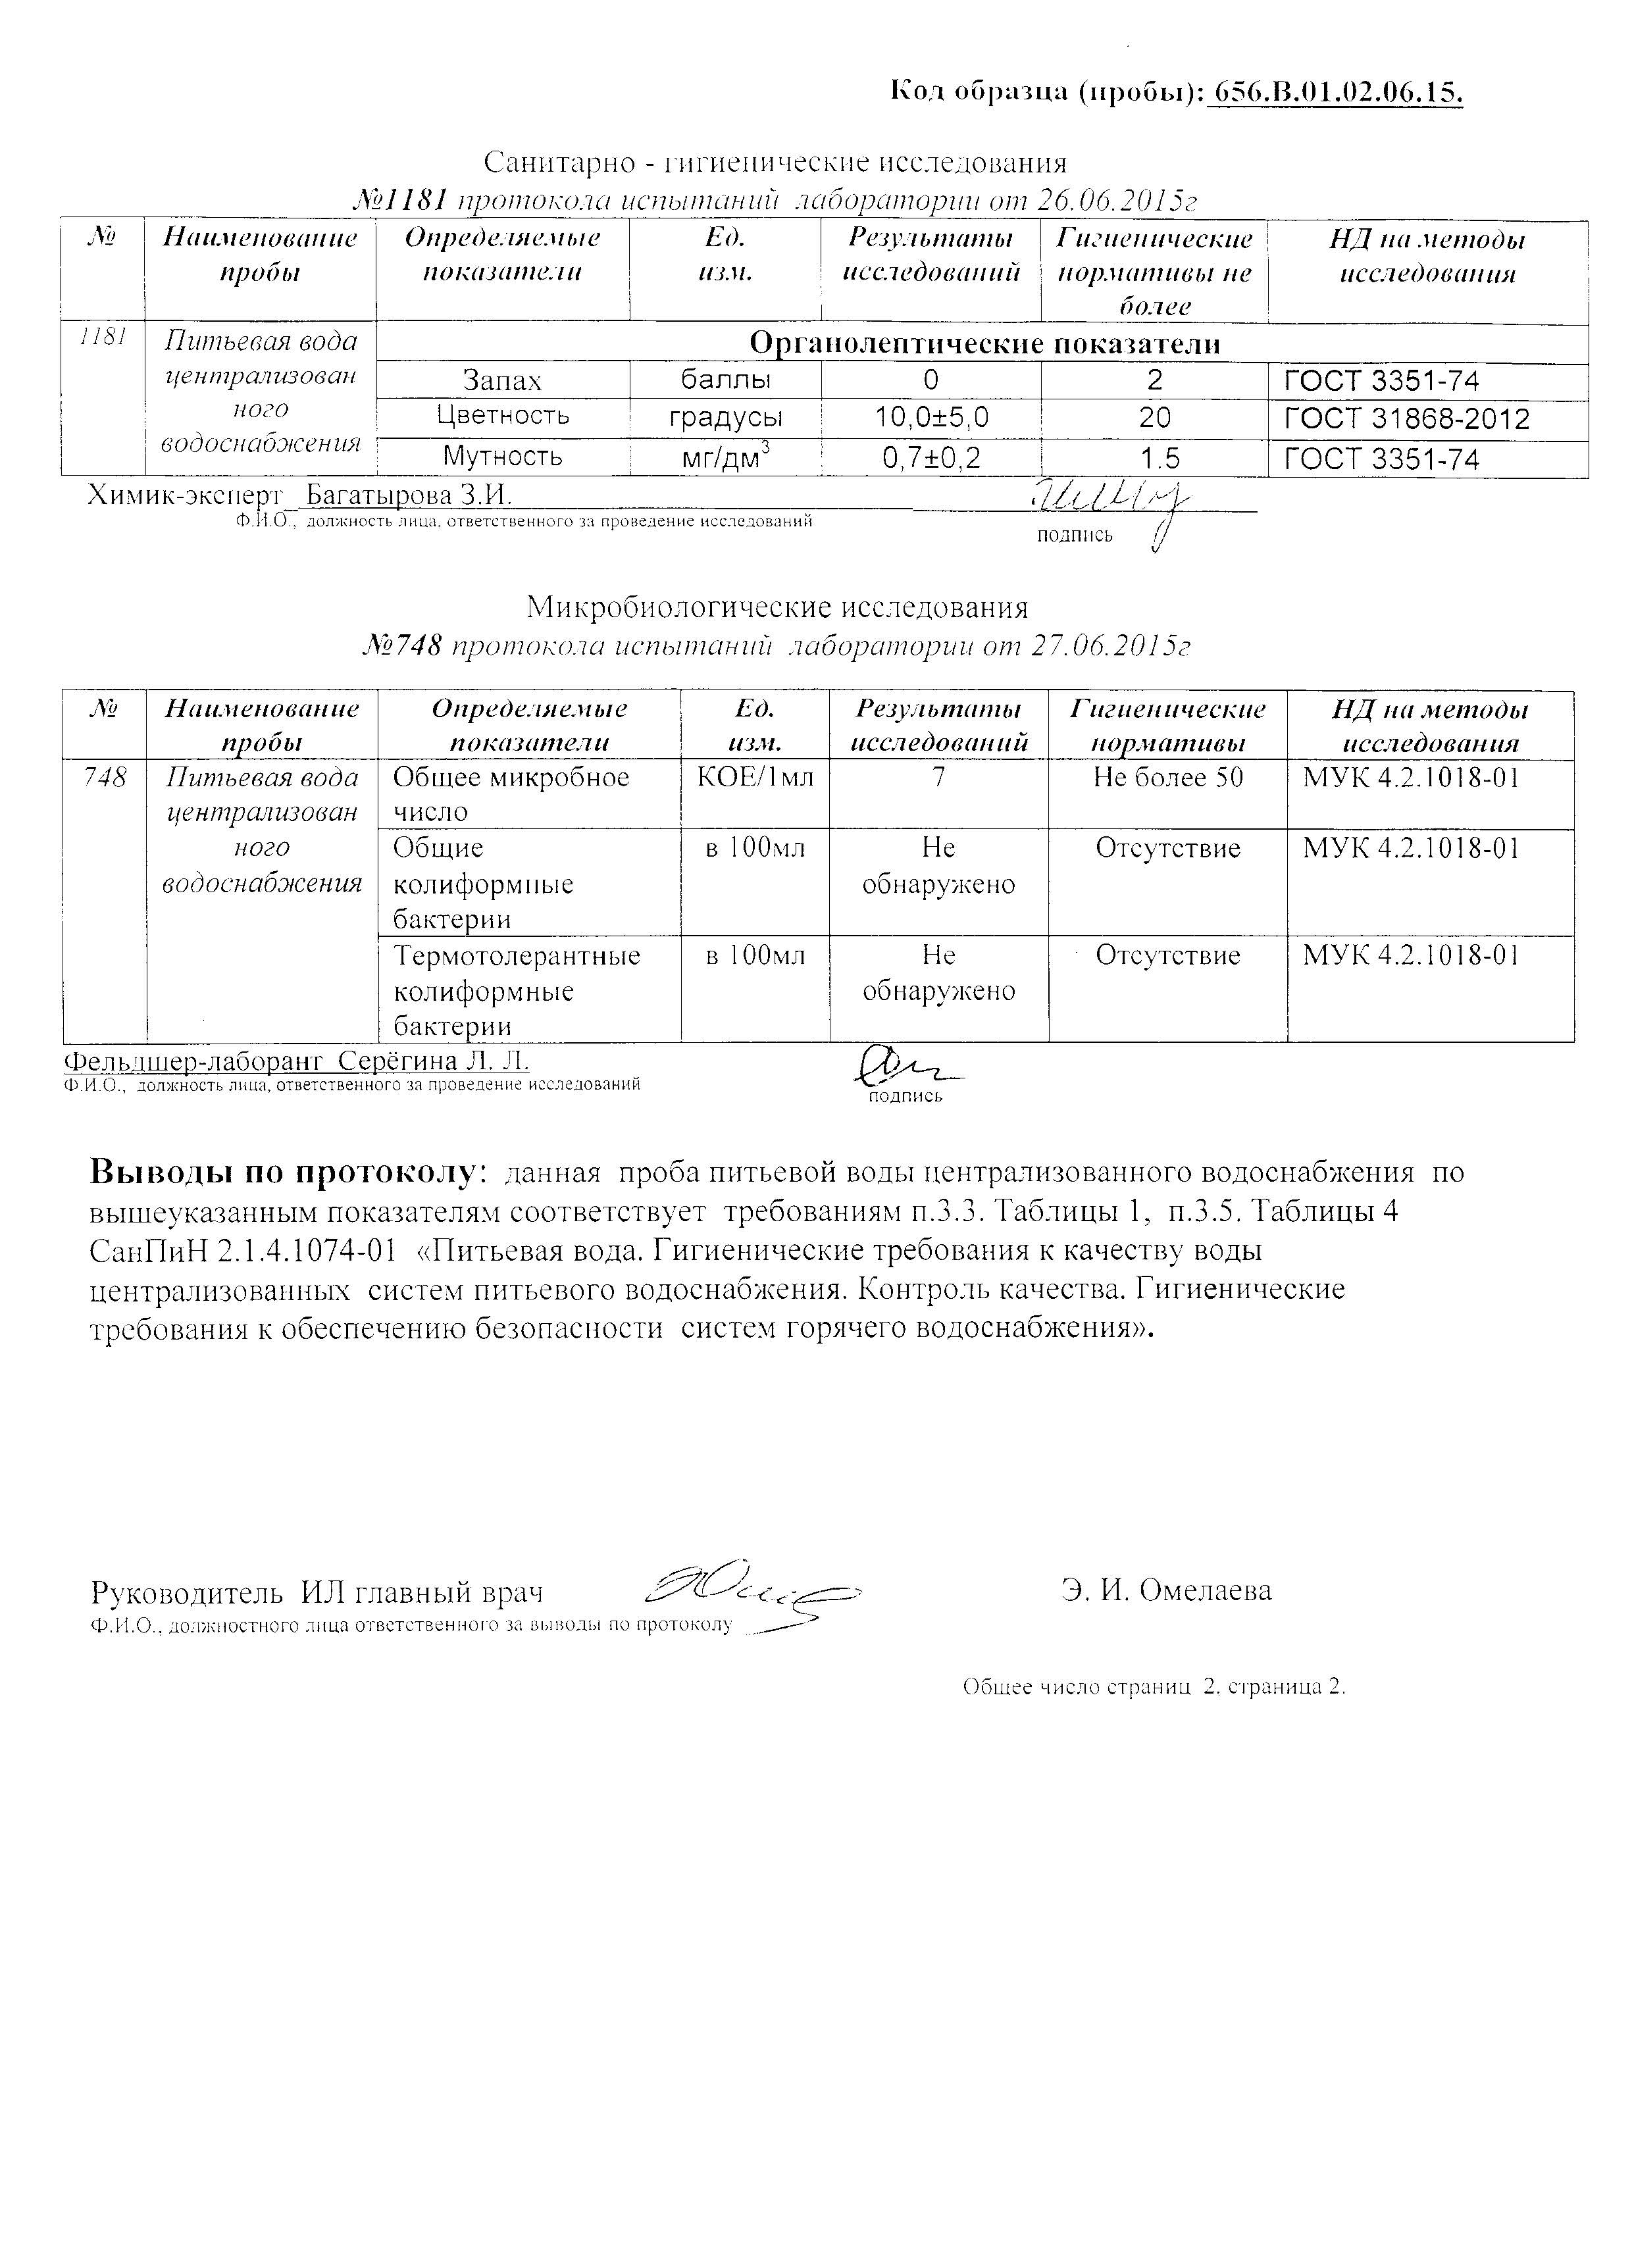 Код образца (пробы): 656.В.01.02.06.15.
Санитарно - гигиенические исследования
№1181 протокола испытаний лаборатории от 26.06.2015г
№ Наименование пробы Определяемые показатели Ед. изм. Результаты исследований Гигиенические нормативы не более НД на методы исследования
1181 Питьевая вода централизован ного водоснабжения
Органолептические показатели
Запах баллы 0 2 ГОСТ 3351-74
Цветность градусы 10,0±5,0 20 ГОСТ 31868-2012
Мутность мг/дм³ 0,7±0,2 1.5 ГОСТ 3351-74
Химик-эксперт Багатырова З.И.
Ф.И.О., должность лица, ответственного за проведение исследований
подпись
Микробиологические исследования
№748 протокола испытаний лаборатории от 27.06.2015г
№ Наименование пробы Определяемые показатели Ед. изм. Результаты исследований Гигиенические нормативы НД на методы исследования
748 Питьевая вода централизован ного водоснабжения
Общее микробное число КОЕ/1мл 7 Не более 50 МУК 4.2.1018-01
Общие колиформные бактерии в 100мл Не обнаружено Отсутствие МУК 4.2.1018-01
Термотолерантные колиформные бактерии в 100мл Не обнаружено Отсутствие МУК 4.2.1018-01
Фельдшер-лаборант Серёгина Л. Л.
Ф.И.О., должность лица, ответственного за проведение исследований
подпись
Выводы по протоколу: данная проба питьевой воды централизованного водоснабжения по
вышеуказанным показателям соответствует требованиям п.3.3. Таблицы 1, п.3.5. Таблицы 4
СанПиН 2.1.4.1074-01 «Питьевая вода. Гигиенические требования к качеству воды
централизованных систем питьевого водоснабжения. Контроль качества. Гигиенические
требования к обеспечению безопасности систем горячего водоснабжения».
Руководитель ИЛ главный врач Э. И. Омелаева
Ф.И.О., должностного лица ответственного за выводы по протоколу
Общее число страниц 2, страница 2.